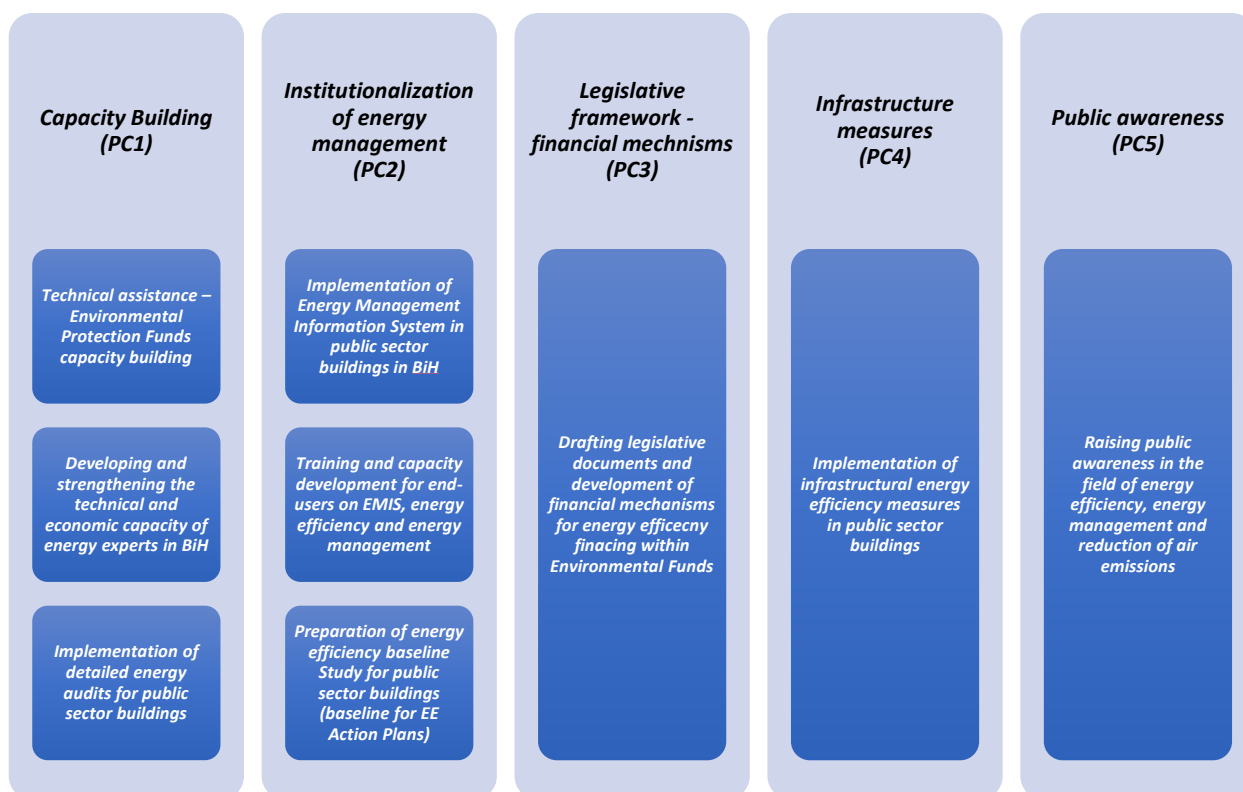 Capacity Building
(PC1)
Technical assistance –
Environmental
Protection Funds
capacity building
Developing and
strengthening the
technical and
economic capacity of
energy experts in BiH
Implementation of
detailed energy
audits for public
sector buildings
Institutionalization
of energy
management
(PC2)
Implementation of
Energy Management
Information System in
public sector
buildings in BiH
Training and capacity
development for end-
users on EMIS, energy
efficiency and energy
management
Preparation of energy
efficiency baseline
Study for public
sector buildings
(baseline for EE
Action Plans)
Legislative
framework -
financial mechnisms
(PC3)
Drafting legislative
documents and
development of
financial mechanisms
for energy efficecny
finacing within
Environmental Funds
Infrastructure
measures
(PC4)
Implementation of
infrastructural energy
efficiency measures
in public sector
buildings
Public awareness
(PC5)
Raising public
awareness in the
field of energy
efficiency, energy
management and
reduction of air
emissions